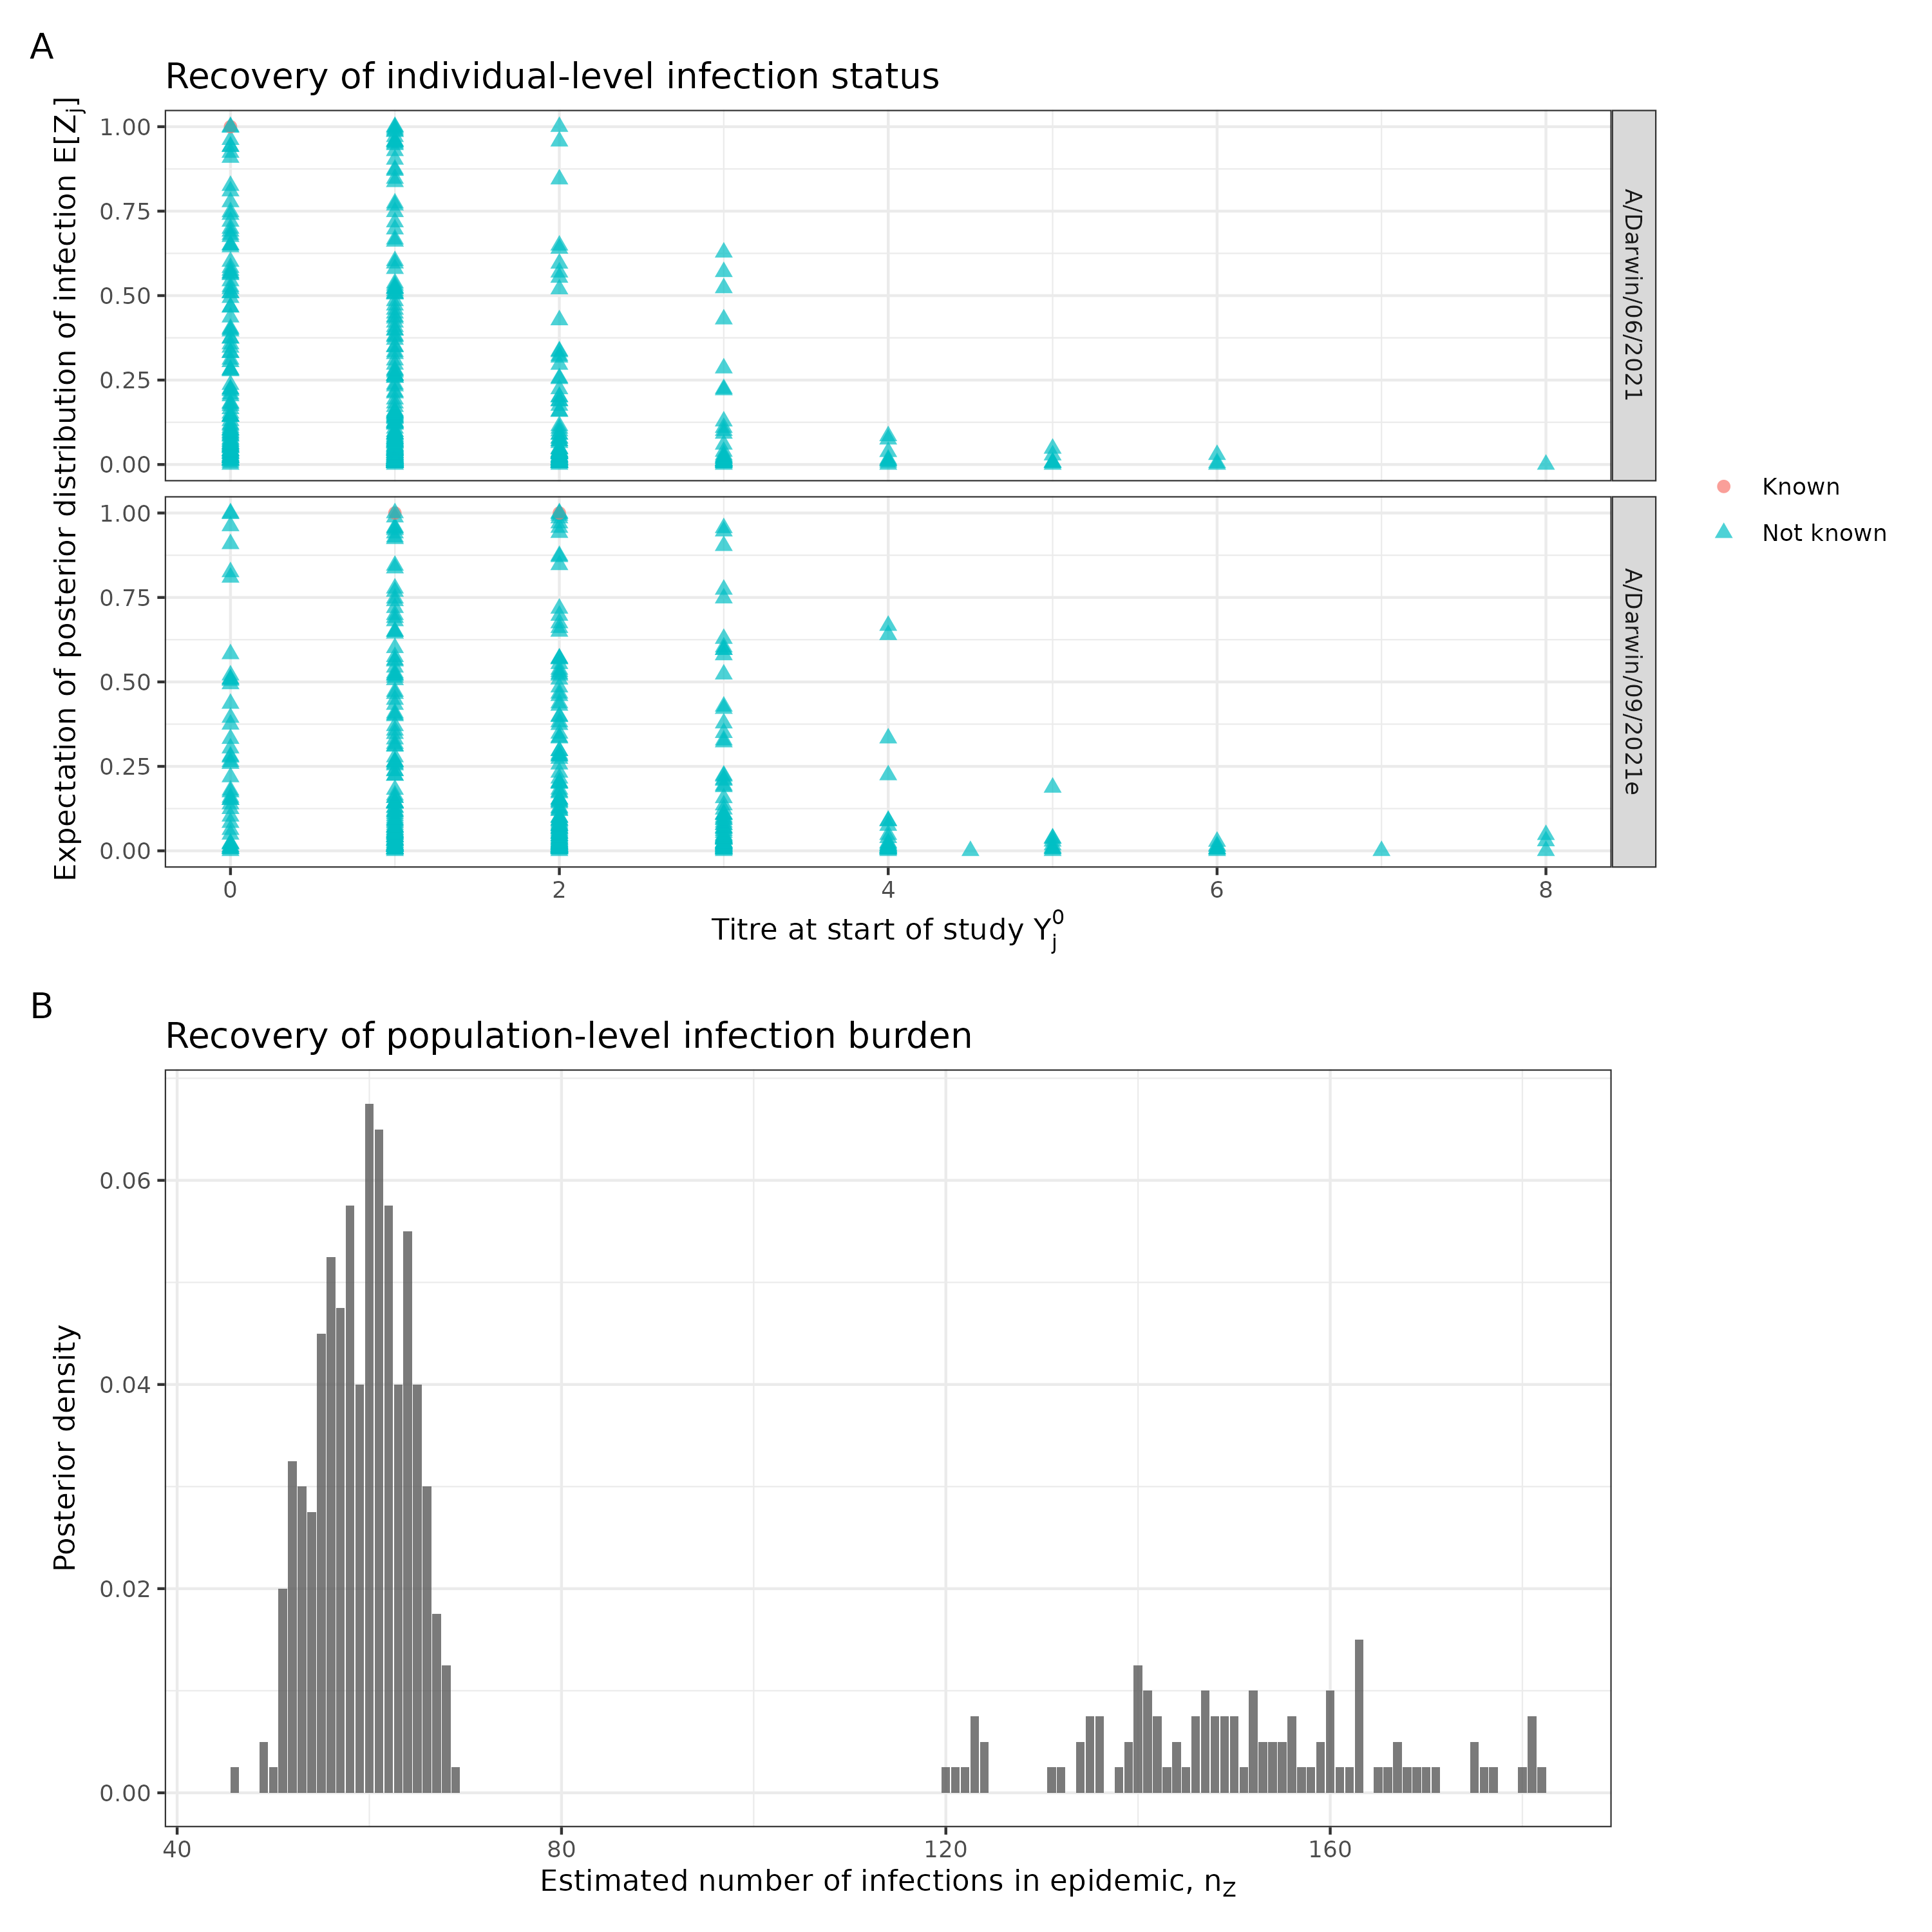 A
Recovery of individual-level infection status
Expectation of posterior distribution of infection E[Zj]
1.00
0.75
0.50
0.25
0.00
A/Darwin/06/2021
1.00
0.75
0.50
0.25
0.00
A/Darwin/09/2021e
0 2 4 6 8
Titre at start of study Y0j
Known
Not known
B
Recovery of population-level infection burden
Posterior density
0.06
0.04
0.02
0.00
40 80 120 160
Estimated number of infections in epidemic, nZ